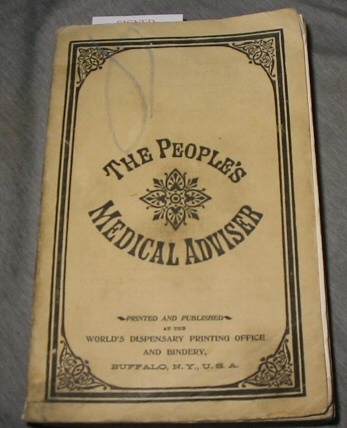 THE PEOPLE'S
MEDICAL ADVISER
PRINTED AND PUBLISHED
AT THE
WORLD'S DISPENSARY PRINTING OFFICE
AND BINDERY,
BUFFALO, N.Y., U.S.A.